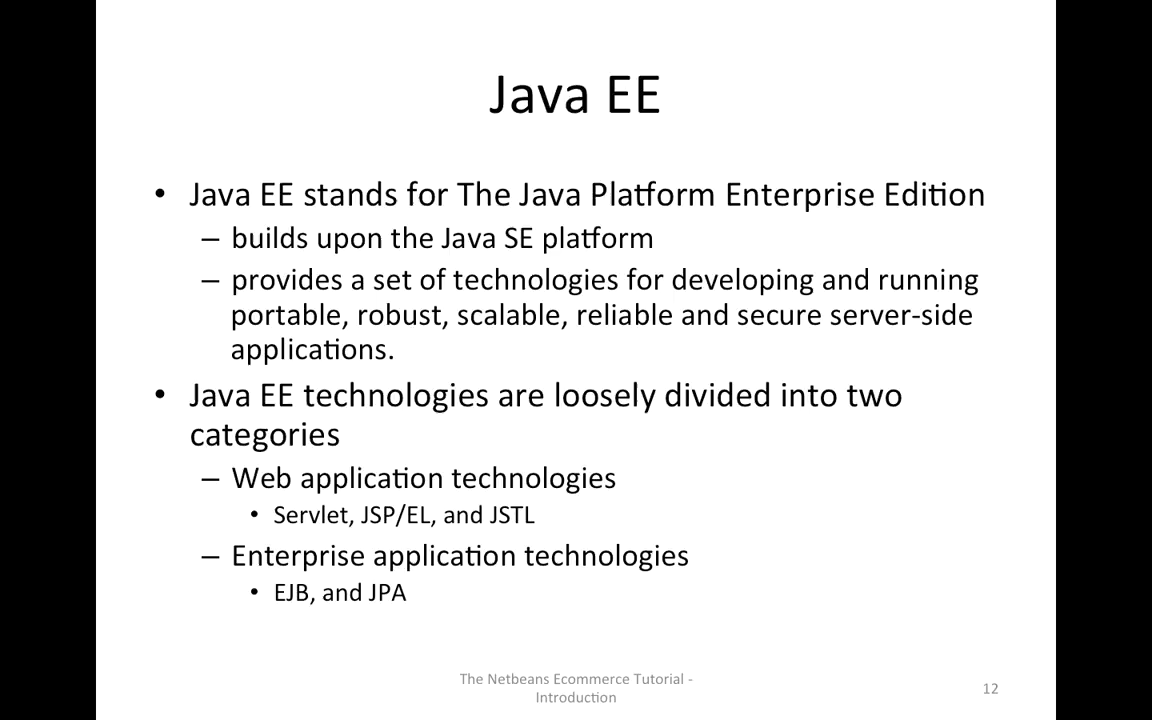 Java EE
• Java EE stands for The Java Platform Enterprise Edition
– builds upon the Java SE platform
– provides a set of technologies for developing and running
portable, robust, scalable, reliable and secure server-side
applications.
• Java EE technologies are loosely divided into two
categories
– Web application technologies
• Servlet, JSP/EL, and JSTL
– Enterprise application technologies
• EJB, and JPA
The Netbeans Ecommerce Tutorial -
Introduction
12